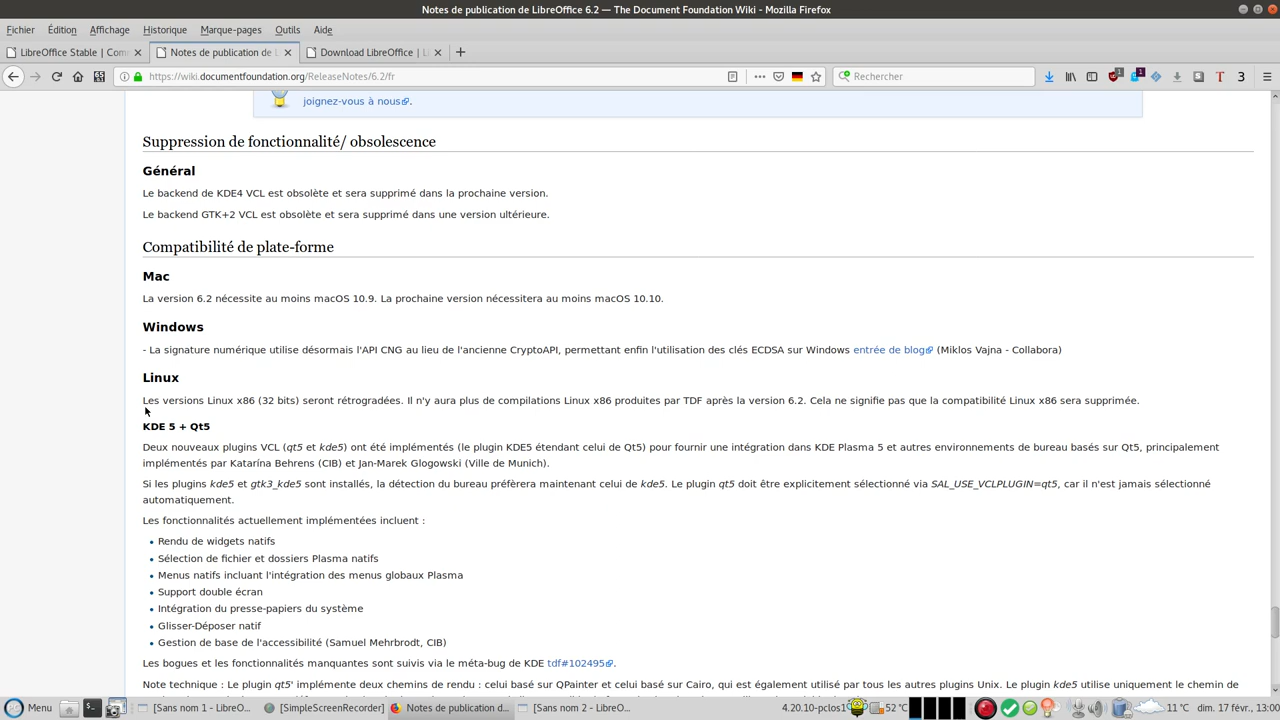 Notes de publication de LibreOffice 6.2 — The Document Foundation Wiki - Mozilla Firefox
Fichier Édition Affichage Historique Marque-pages Outils Aide
LibreOffice Stable | Com
Notes de publication de L
Download LibreOffice | Li
https://wiki.documentfoundation.org/ReleaseNotes/6.2/fr
Rechercher
joignez-vous à nous.
Suppression de fonctionnalité/ obsolescence
Général
Le backend de KDE4 VCL est obsolète et sera supprimé dans la prochaine version.
Le backend GTK+2 VCL est obsolète et sera supprimé dans une version ultérieure.
Compatibilité de plate-forme
Mac
La version 6.2 nécessite au moins macOS 10.9. La prochaine version nécessitera au moins macOS 10.10.
Windows
- La signature numérique utilise désormais l'API CNG au lieu de l'ancienne CryptoAPI, permettant enfin l'utilisation des clés ECDSA sur Windows entrée de blog (Miklos Vajna - Collabora)
Linux
Les versions Linux x86 (32 bits) seront rétrogradées. Il n'y aura plus de compilations Linux x86 produites par TDF après la version 6.2. Cela ne signifie pas que la compatibilité Linux x86 sera supprimée.
KDE 5 + Qt5
Deux nouveaux plugins VCL (qt5 et kde5) ont été implémentés (le plugin KDE5 étendant celui de Qt5) pour fournir une intégration dans KDE Plasma 5 et autres environnements de bureau basés sur Qt5, principalement
implémentés par Katarína Behrens (CIB) et Jan-Marek Glogowski (Ville de Munich).
Si les plugins kde5 et gtk3_kde5 sont installés, la détection du bureau préfèrera maintenant celui de kde5. Le plugin qt5 doit être explicitement sélectionné via SAL_USE_VCLPLUGIN=qt5, car il n'est jamais sélectionné
automatiquement.
Les fonctionnalités actuellement implémentées incluent :
• Rendu de widgets natifs
• Sélection de fichier et dossiers Plasma natifs
• Menus natifs incluant l'intégration des menus globaux Plasma
• Support double écran
• Intégration du presse-papiers du système
• Glisser-Déposer natif
• Gestion de base de l'accessibilité (Samuel Mehrbrodt, CIB)
Les bogues et les fonctionnalités manquantes sont suivis via le méta-bug de KDE tdf#102495.
Note technique : Le plugin qt5' implémente deux chemins de rendu : celui basé sur QPainter et celui basé sur Cairo, qui est également utilisé par tous les autres plugins Unix. Le plugin kde5 utilise uniquement le chemin de
Menu [Sans nom 1 - LibreO... [SimpleScreenRecorder] Notes de publication d... [Sans nom 2 - LibreO... 4.20.10-pclos1 52 °C 11 °C dim. 17 févr., 13:00